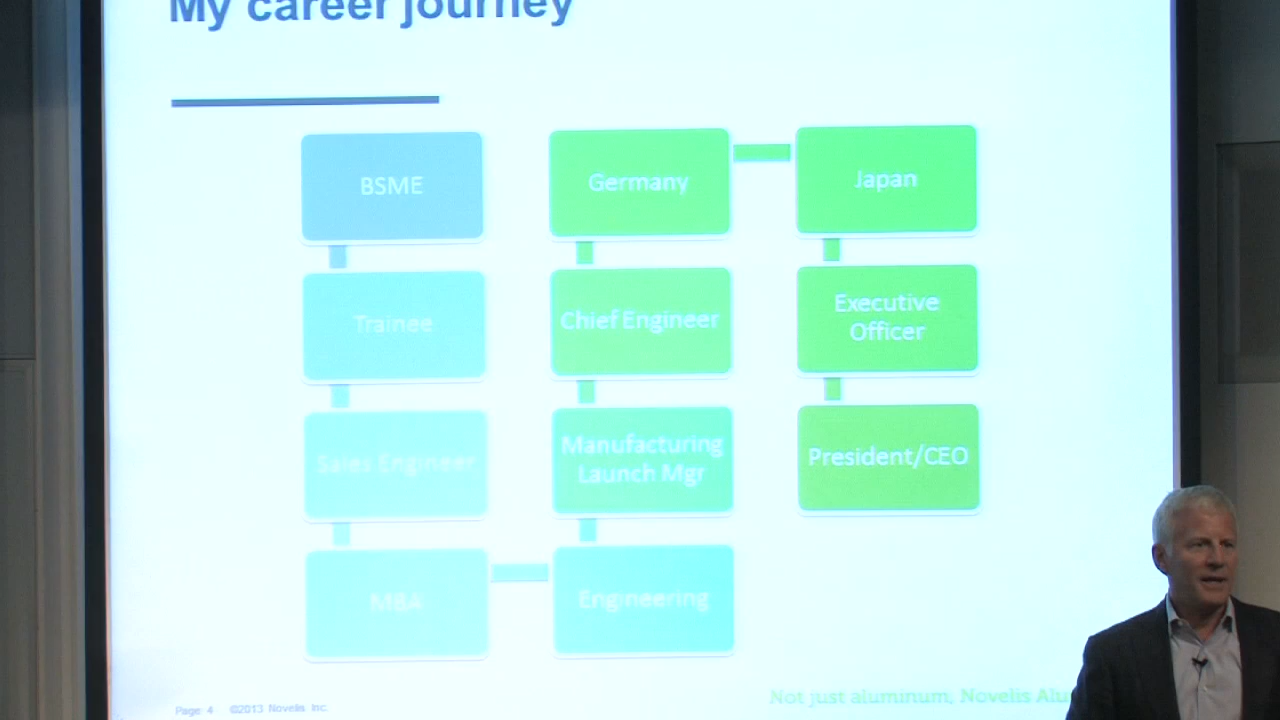 My career journey
BSME
Trainee
Sales Engineer
MBA
Engineering
Manufacturing
Launch Mgr
Chief Engineer
Germany
Japan
Executive
Officer
President/CEO
Page: 4 ©2013 Novelis Inc.
Not just aluminum, Novelis Alu